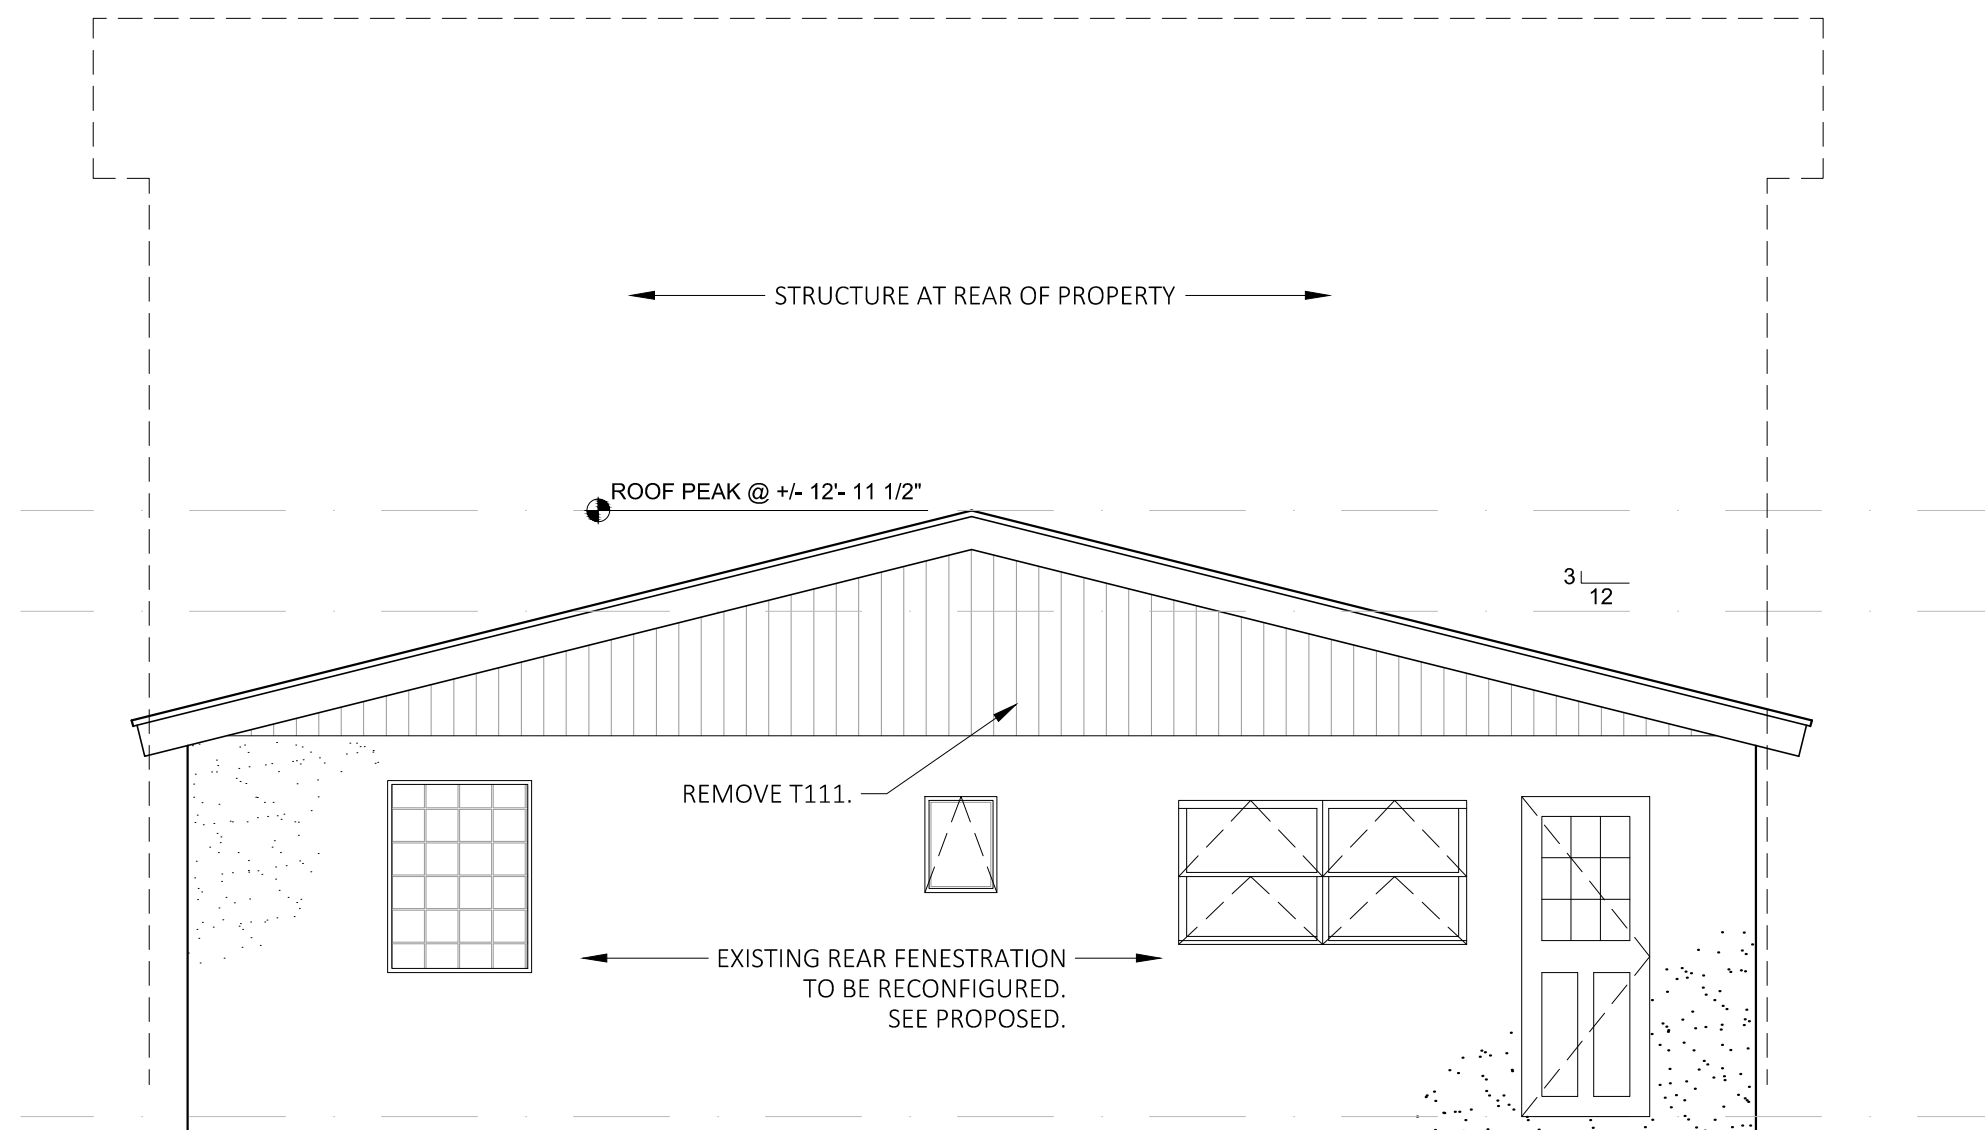 STRUCTURE AT REAR OF PROPERTY
ROOF PEAK @ +/- 12'- 11 1/2"
3
12
REMOVE T111.
EXISTING REAR FENESTRATION
TO BE RECONFIGURED.
SEE PROPOSED.